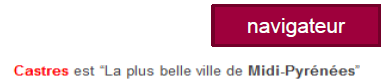 navigateur
Castres est “La plus belle ville de Midi-Pyrénées”